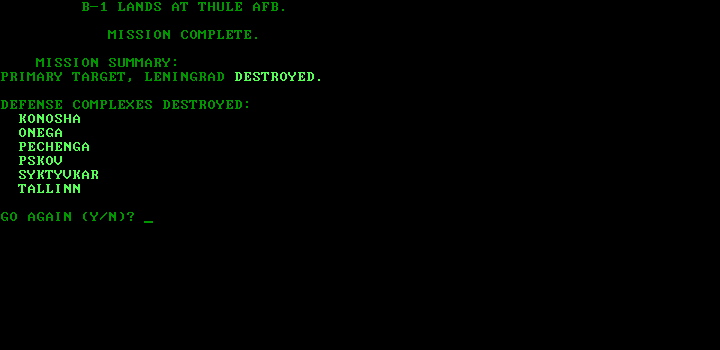 B-1 LANDS AT THULE AFB.
MISSION COMPLETE.
MISSION SUMMARY:
PRIMARY TARGET, LENINGRAD DESTROYED.
DEFENSE COMPLEXES DESTROYED:
KONOSHA
ONEGA
PECHENGA
PSKOV
SYKTYVKAR
TALLINN
GO AGAIN (Y/N)? _